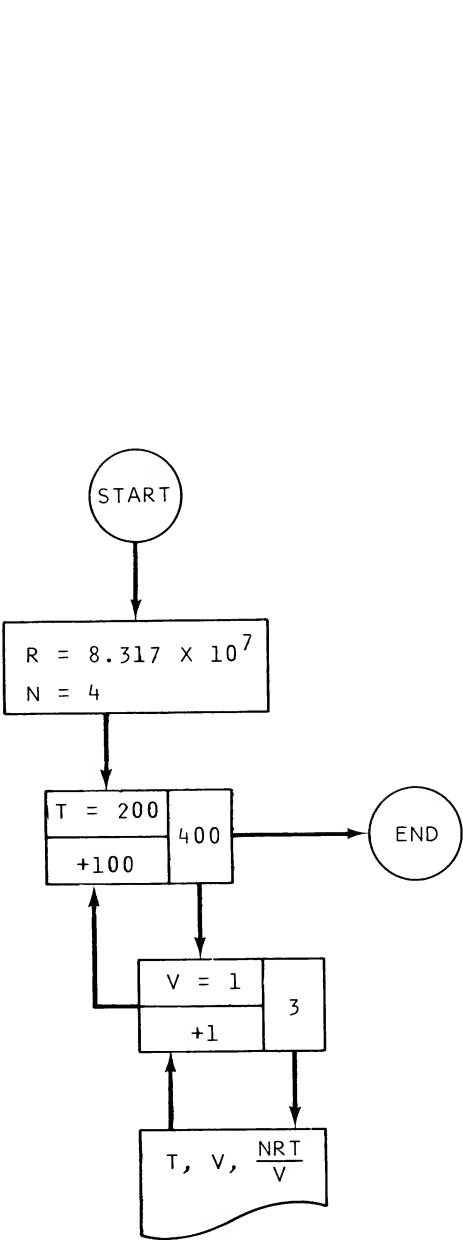 START
R = 8.317 X 10^7
N = 4
T = 200
+100
400
END
V = 1
+1
3
T, V, NRT/V